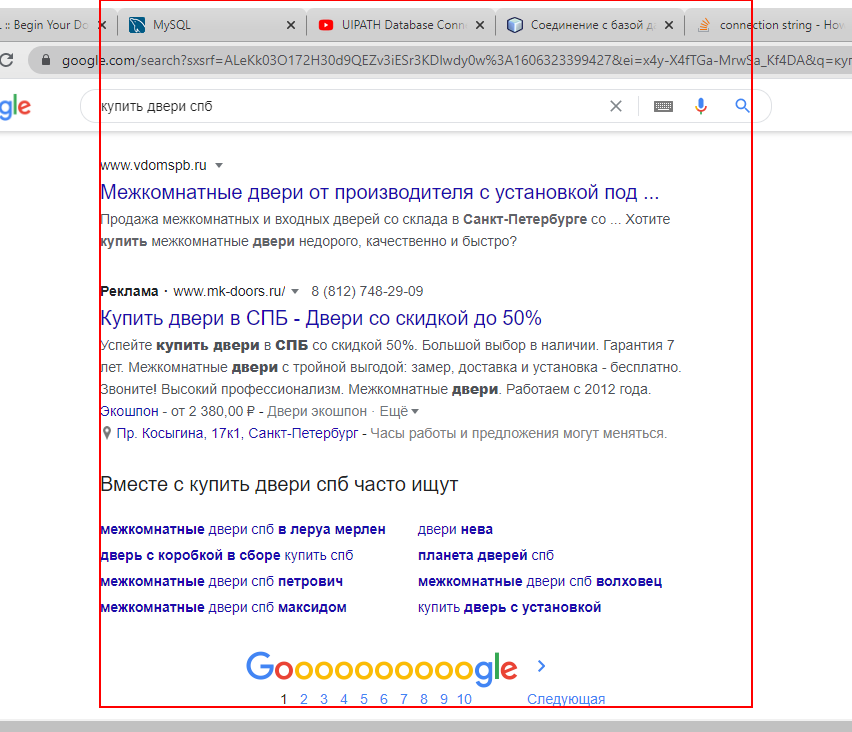 :: Begin Your Do
MySQL
UIPATH Database Conn
Соединение с базой д
connection string - How
google.com/search?sxsrf=ALeKk03O172H30d9QEZv3iESr3KDlwdy0w%3A1606323399427&ei=x4y-X4fTGa-MrwSa_Kf4DA&q=куп
gle
купить двери спб
www.vdomspb.ru
Межкомнатные двери от производителя с установкой под ...
Продажа межкомнатных и входных дверей со склада в Санкт-Петербурге со ... Хотите
купить межкомнатные двери недорого, качественно и быстро?
Реклама · www.mk-doors.ru/ 8 (812) 748-29-09
Купить двери в СПБ - Двери со скидкой до 50%
Успейте купить двери в СПБ со скидкой 50%. Большой выбор в наличии. Гарантия 7
лет. Межкомнатные двери с тройной выгодой: замер, доставка и установка - бесплатно.
Звоните! Высокий профессионализм. Межкомнатные двери. Работаем с 2012 года.
Экошпон - от 2 380,00 ₽ - Двери экошпон · Ещё
Пр. Косыгина, 17к1, Санкт-Петербург - Часы работы и предложения могут меняться.
Вместе с купить двери спб часто ищут
межкомнатные двери спб в леруа мерлен
двери нева
дверь с коробкой в сборе купить спб
планета дверей спб
межкомнатные двери спб петрович
межкомнатные двери спб волховец
межкомнатные двери спб максидом
купить дверь с установкой
Goooooooooogle
1 2 3 4 5 6 7 8 9 10 Следующая